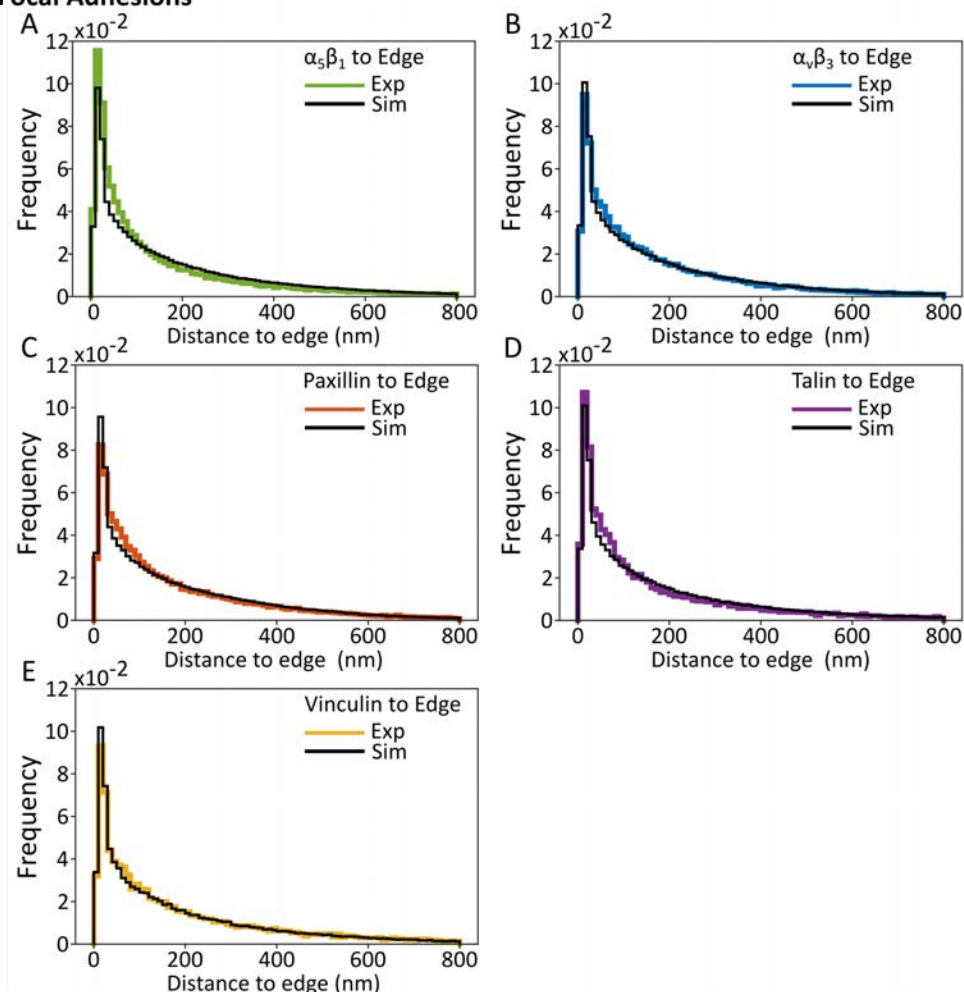 Focal Adhesions
A
x10⁻²
12
10
8
6
4
2
0
Frequency
α₅β₁ to Edge
Exp
Sim
0 200 400 600 800
Distance to edge (nm)
B
x10⁻²
12
10
8
6
4
2
0
Frequency
αᵥβ₃ to Edge
Exp
Sim
0 200 400 600 800
Distance to edge (nm)
C
x10⁻²
12
10
8
6
4
2
0
Frequency
Paxillin to Edge
Exp
Sim
0 200 400 600 800
Distance to edge (nm)
D
x10⁻²
12
10
8
6
4
2
0
Frequency
Talin to Edge
Exp
Sim
0 200 400 600 800
Distance to edge (nm)
E
x10⁻²
12
10
8
6
4
2
0
Frequency
Vinculin to Edge
Exp
Sim
0 200 400 600 800
Distance to edge (nm)